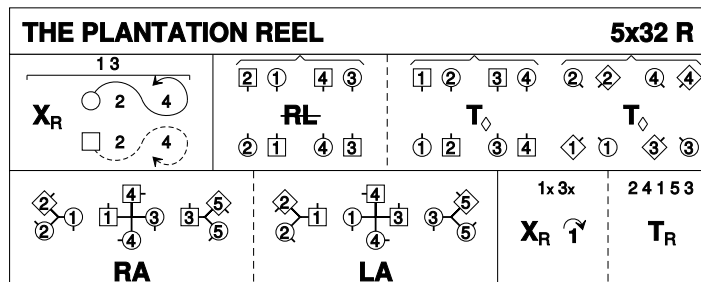 THE PLANTATION REEL 5x32 R
1 3
2 4
X R
2 4
2 1 4 3
RL
2 1 4 3
1 2 3 4 2 2 4 4
T T
1 2 3 4 1 1 3 3
2 1 2
1 4 3 4
3 5 5
RA
2 2 1
1 4 3 4
3 5 5
LA
1x 3x
X R 1
2 4 1 5 3
T R